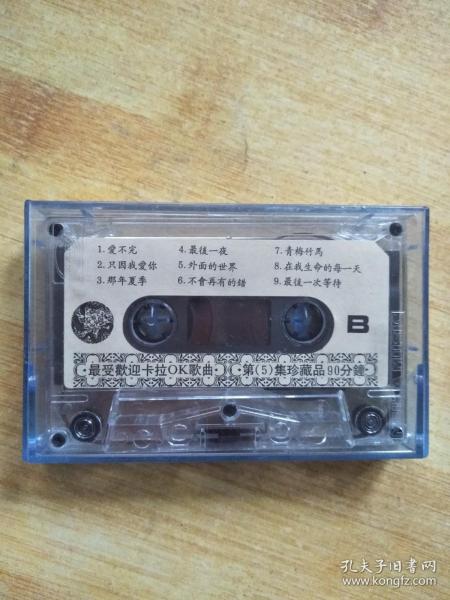 1.愛不完
2.只因我愛你
3.那年夏季
4.最後一夜
5.外面的世界
6.不會再有的錯
7.青梅竹馬
8.在我生命的每一天
9.最後一次等待
B
最受歡迎卡拉OK歌曲
第(5)集珍藏品90分鐘
孔夫子旧书网
www.kongfz.com